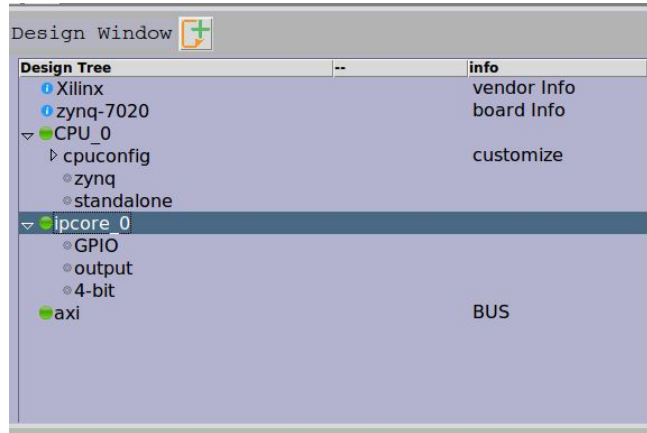 Design Window
Design Tree -- info
Xilinx vendor Info
zynq-7020 board Info
CPU_0
cpuconfig customize
zynq
standalone
ipcore_0
GPIO
output
4-bit
axi BUS